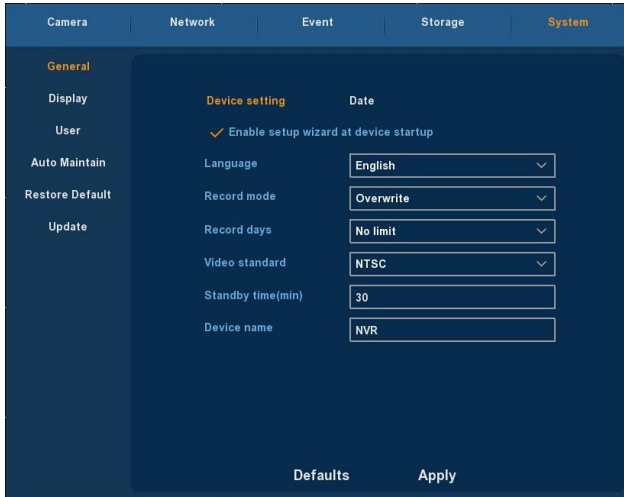 Camera Network Event Storage System
General
Display
User
Auto Maintain
Restore Default
Update
Device setting Date
Enable setup wizard at device startup
Language English
Record mode Overwrite
Record days No limit
Video standard NTSC
Standby time(min) 30
Device name NVR
Defaults Apply